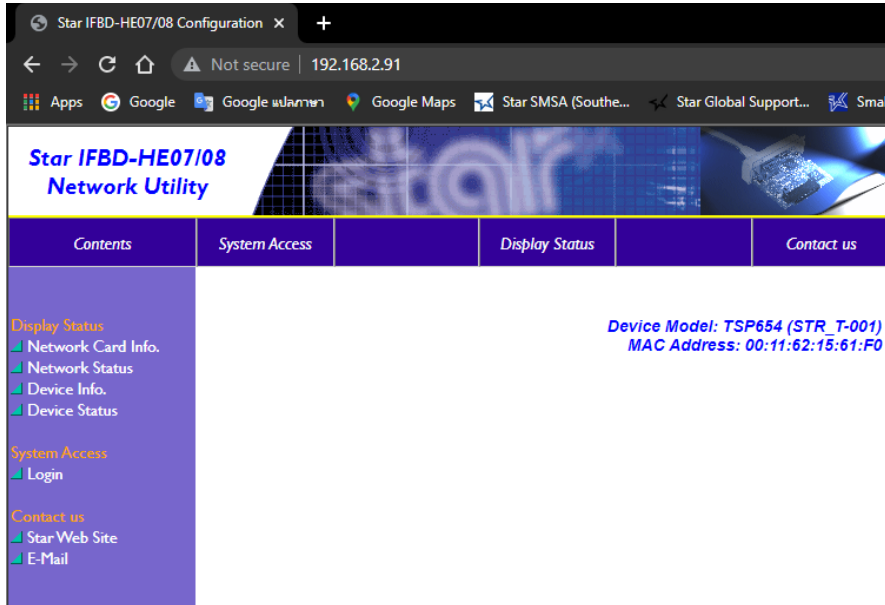 Star IFBD-HE07/08 Configuration
Not secure | 192.168.2.91
Apps Google Google แปลภาษา Google Maps Star SMSA (Southe... Star Global Support... Smal
Star IFBD-HE07/08
Network Utility
star
Contents System Access Display Status Contact us
Device Model: TSP654 (STR_T-001)
MAC Address: 00:11:62:15:61:F0
Display Status
Network Card Info.
Network Status
Device Info.
Device Status
System Access
Login
Contact us
Star Web Site
E-Mail